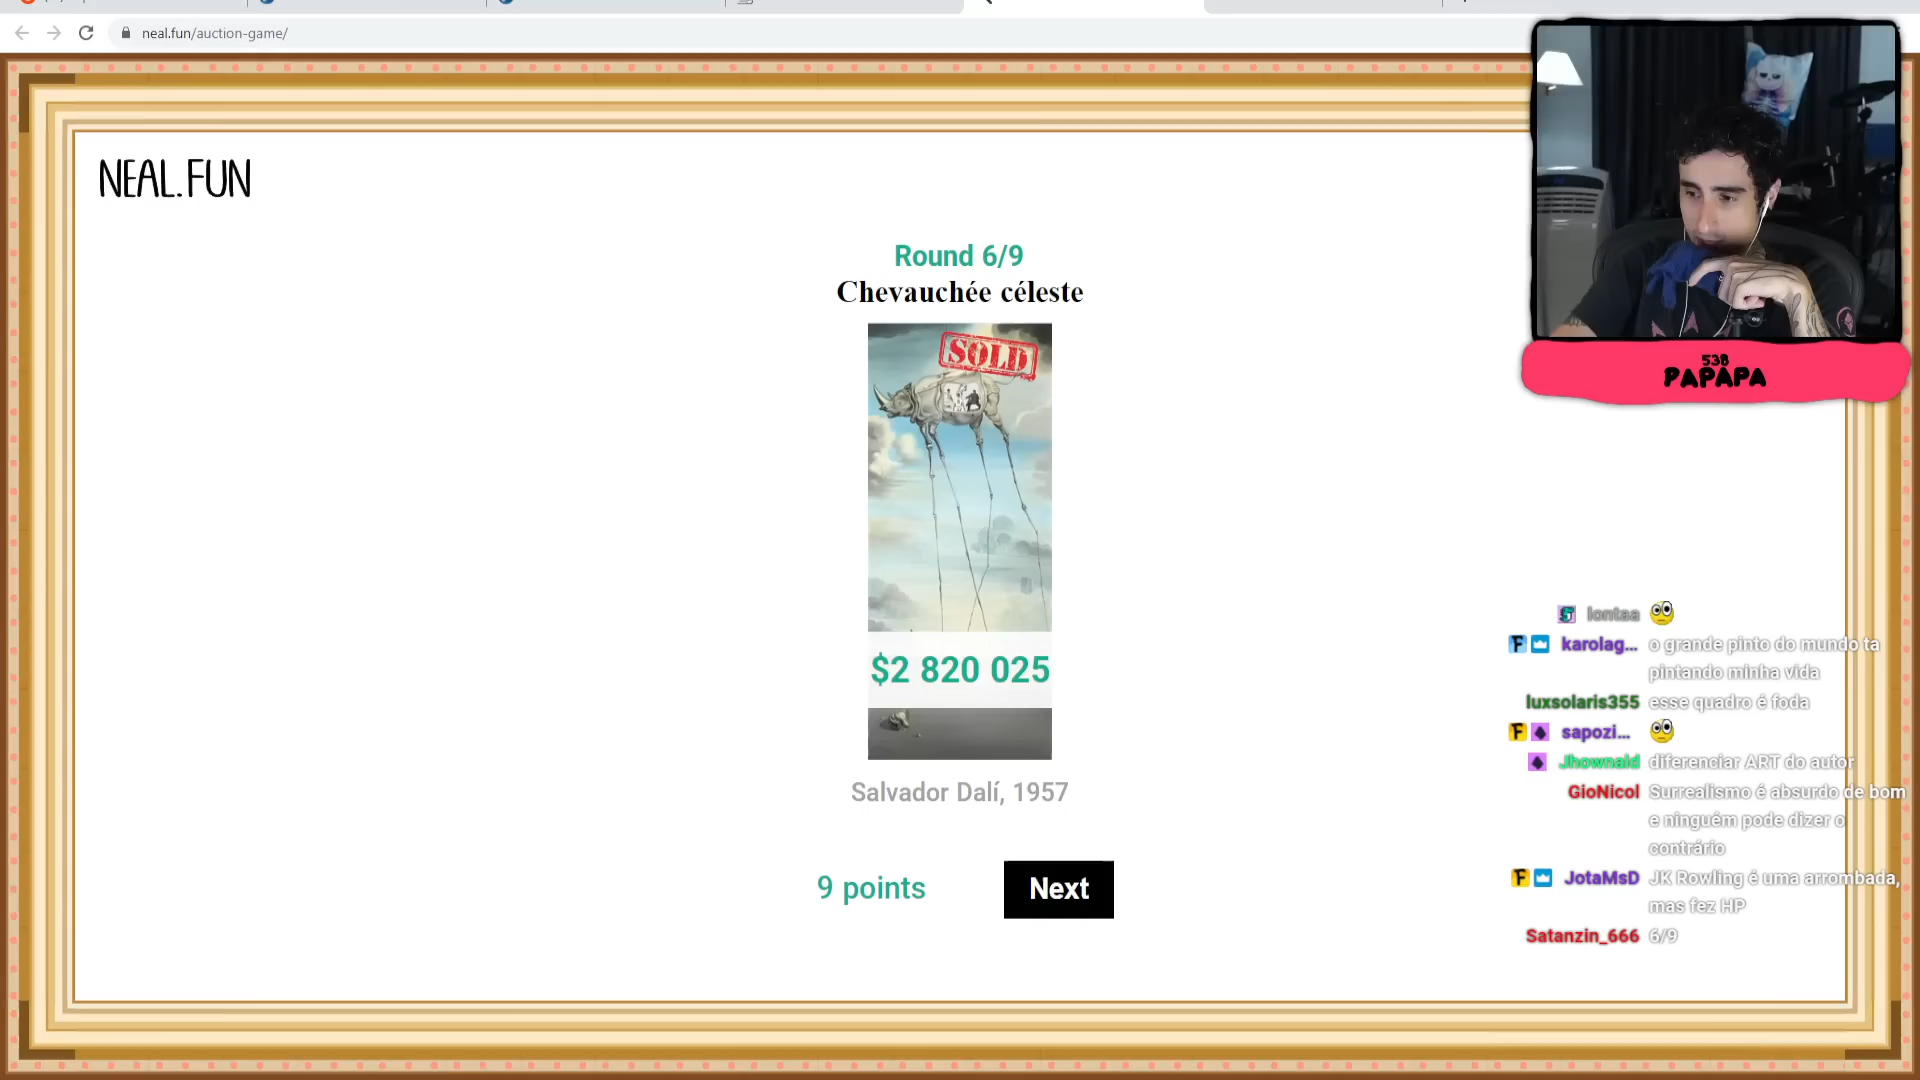 neal.fun/auction-game/
NEAL.FUN
Round 6/9
Chevauchée céleste
SOLD
$2 820 025
Salvador Dalí, 1957
9 points
Next
538
PAPAPA
lontaa
karolag... o grande pinto do mundo ta
pintando minha vida
luxsolaris355 esse quadro é foda
sapozi...
Jhownald diferenciar ART do autor
GioNicol Surrealismo é absurdo de bom
e ninguém pode dizer o
contrário
JotaMsD JK Rowling é uma arrombada,
mas fez HP
Satanzin_666 6/9